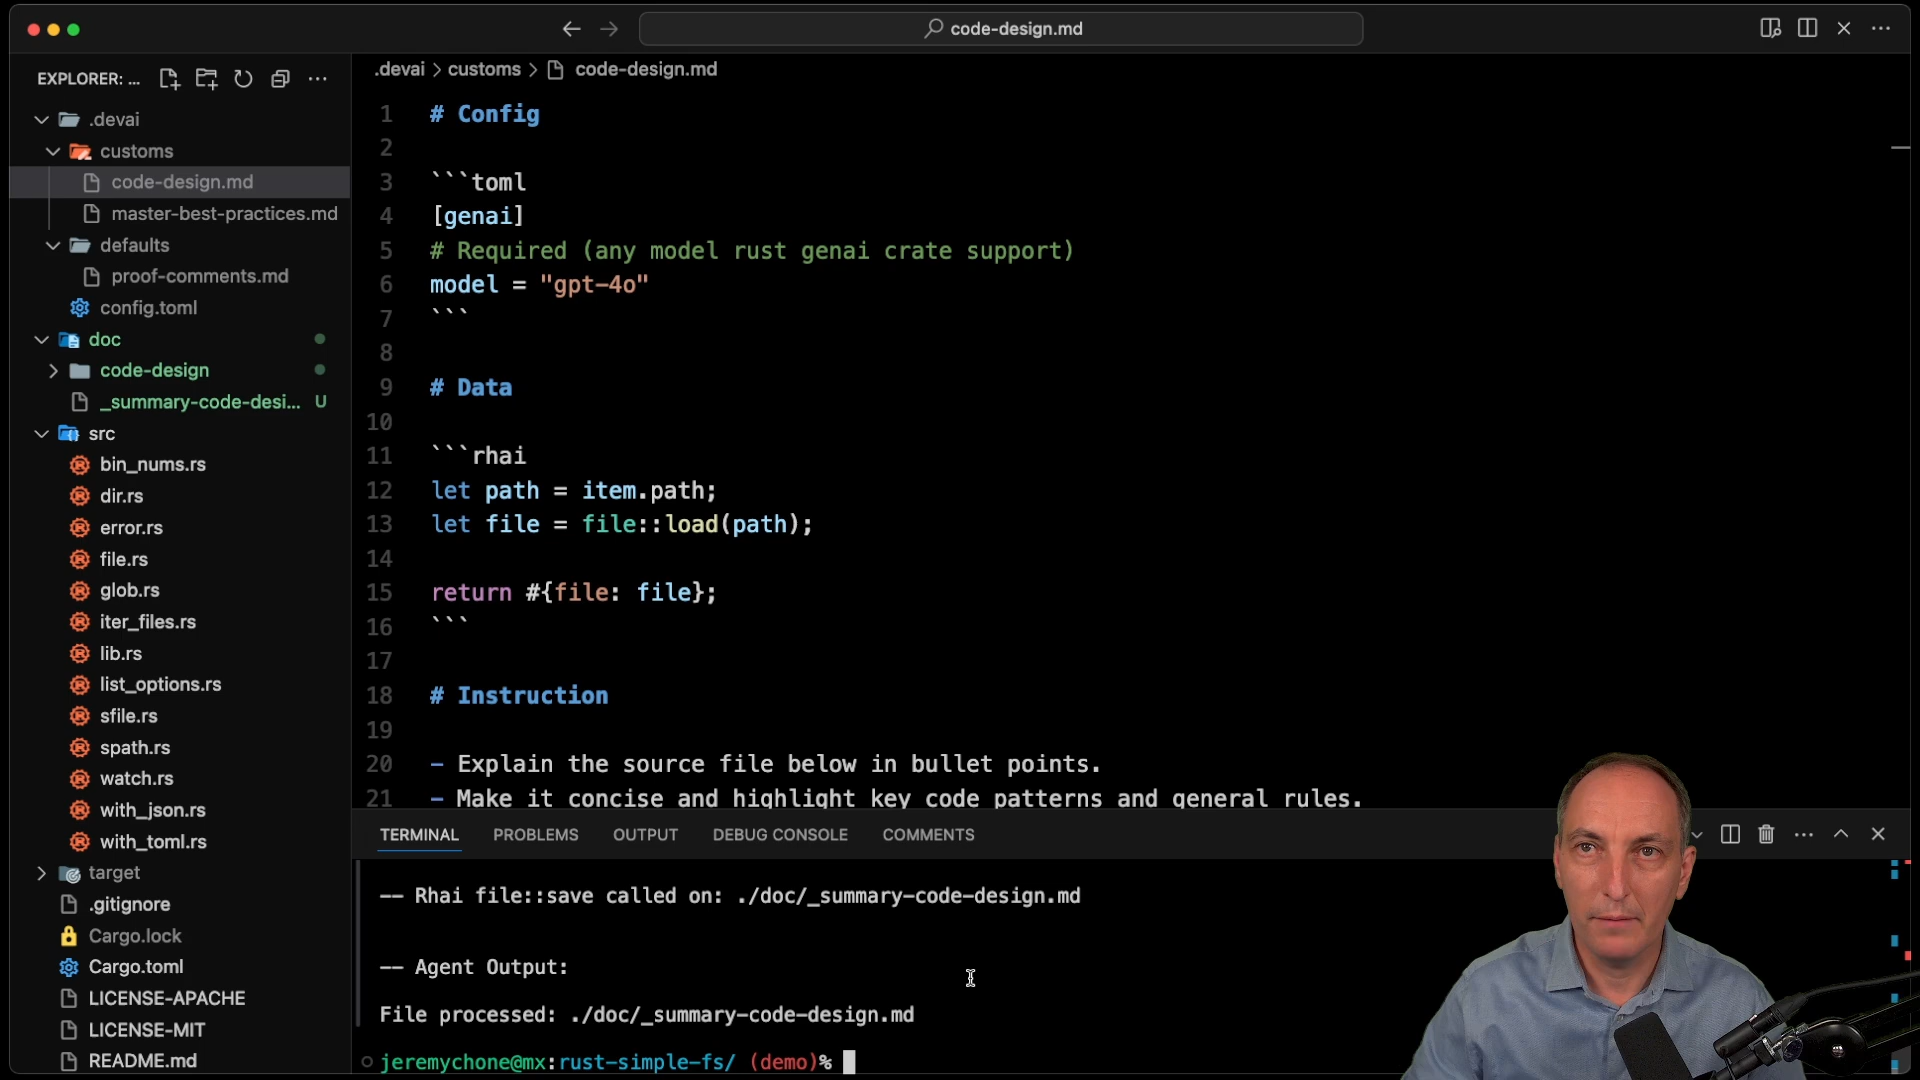 code-design.md
EXPLORER: ...
.devai
customs
code-design.md
master-best-practices.md
defaults
proof-comments.md
config.toml
doc
code-design
_summary-code-desi... U
src
bin_nums.rs
dir.rs
error.rs
file.rs
glob.rs
iter_files.rs
lib.rs
list_options.rs
sfile.rs
spath.rs
watch.rs
with_json.rs
with_toml.rs
target
.gitignore
Cargo.lock
Cargo.toml
LICENSE-APACHE
LICENSE-MIT
README.md
.devai > customs > code-design.md
1 # Config
2
3 ```toml
4 [genai]
5 # Required (any model rust genai crate support)
6 model = "gpt-4o"
7 ```
8
9 # Data
10
11 ```rhai
12 let path = item.path;
13 let file = file::load(path);
14
15 return #{file: file};
16 ```
17
18 # Instruction
19
20 - Explain the source file below in bullet points.
21 - Make it concise and highlight key code patterns and general rules.
TERMINAL PROBLEMS OUTPUT DEBUG CONSOLE COMMENTS
-- Rhai file::save called on: ./doc/_summary-code-design.md
-- Agent Output:
File processed: ./doc/_summary-code-design.md
jeremychone@mx:rust-simple-fs/ (demo)%